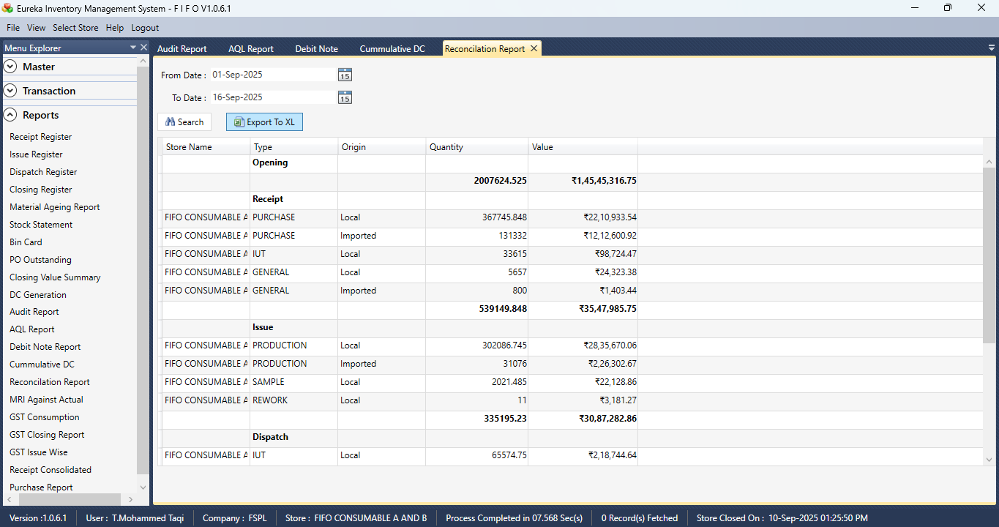 Eureka Inventory Management System - F I F O V1.0.6.1
File View Select Store Help Logout
Menu Explorer
Audit Report AQL Report Debit Note Cummulative DC Reconcilation Report
Master
Transaction
Reports
Receipt Register
Issue Register
Dispatch Register
Closing Register
Material Ageing Report
Stock Statement
Bin Card
PO Outstanding
Closing Value Summary
DC Generation
Audit Report
AQL Report
Debit Note Report
Cummulative DC
Reconcilation Report
MRI Against Actual
GST Consumption
GST Closing Report
GST Issue Wise
Receipt Consolidated
Purchase Report
From Date : 01-Sep-2025 15
To Date : 16-Sep-2025 15
Search Export To XL
Store Name Type Origin Quantity Value
Opening
2007624.525 ₹1,45,45,316.75
Receipt
FIFO CONSUMABLE A PURCHASE Local 367745.848 ₹22,10,933.54
FIFO CONSUMABLE A PURCHASE Imported 131332 ₹12,12,600.92
FIFO CONSUMABLE A IUT Local 33615 ₹98,724.47
FIFO CONSUMABLE A GENERAL Local 5657 ₹24,323.38
FIFO CONSUMABLE A GENERAL Imported 800 ₹1,403.44
539149.848 ₹35,47,985.75
Issue
FIFO CONSUMABLE A PRODUCTION Local 302086.745 ₹28,35,670.06
FIFO CONSUMABLE A PRODUCTION Imported 31076 ₹2,26,302.67
FIFO CONSUMABLE A SAMPLE Local 2021.485 ₹22,128.86
FIFO CONSUMABLE A REWORK Local 11 ₹3,181.27
335195.23 ₹30,87,282.86
Dispatch
FIFO CONSUMABLE A IUT Local 65574.75 ₹2,18,744.64
Version :1.0.6.1 User : T.Mohammed Taqi Company : FSPL Store : FIFO CONSUMABLE A AND B Process Completed in 07.568 Sec(s) 0 Record(s) Fetched Store Closed On : 10-Sep-2025 01:25:50 PM